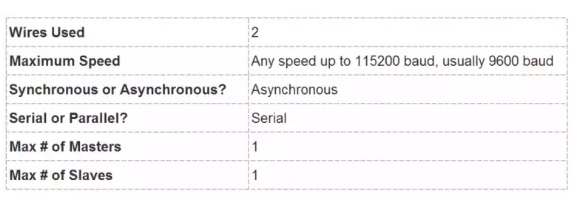 Wires Used 2
Maximum Speed Any speed up to 115200 baud, usually 9600 baud
Synchronous or Asynchronous? Asynchronous
Serial or Parallel? Serial
Max # of Masters 1
Max # of Slaves 1